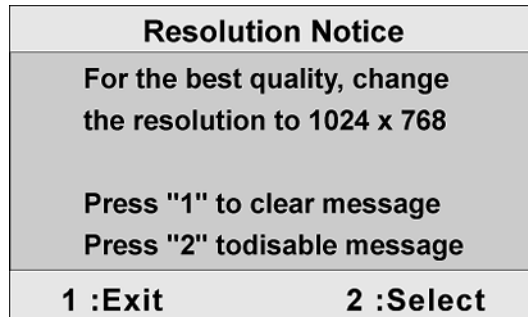 Resolution Notice
For the best quality, change
the resolution to 1024 x 768
Press "1" to clear message
Press "2" todisable message
1 :Exit 2 :Select